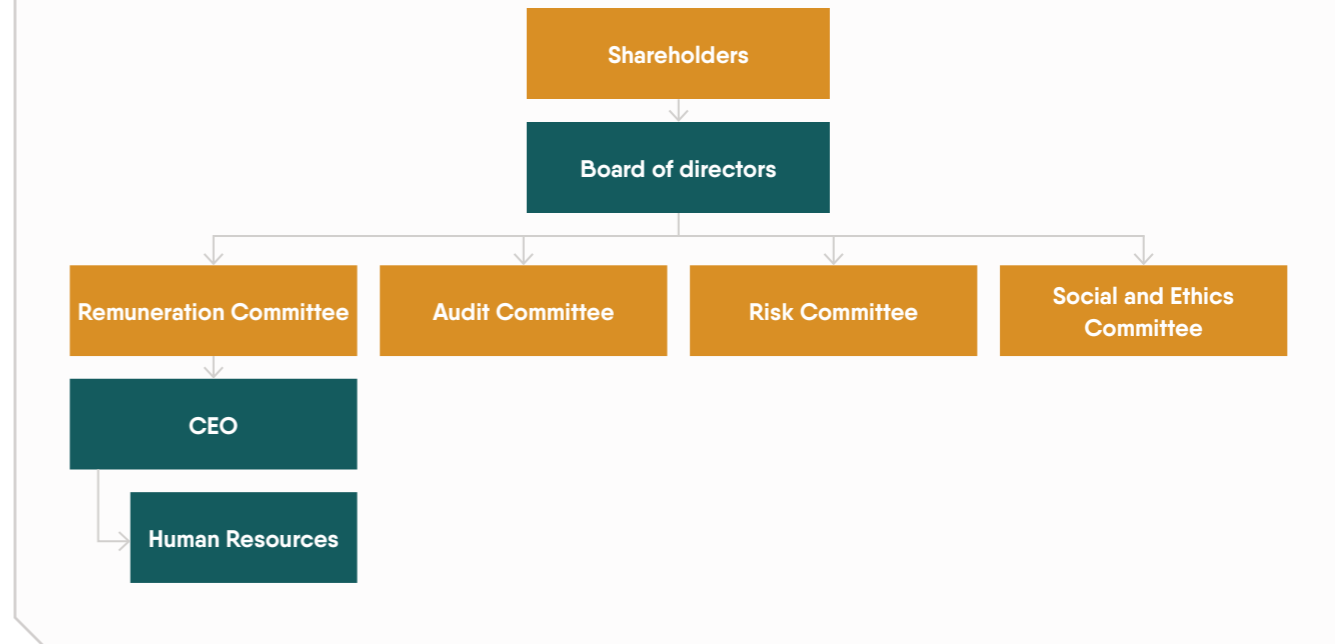 Shareholders
Board of directors
Remuneration Committee
Audit Committee
Risk Committee
Social and Ethics
Committee
CEO
Human Resources